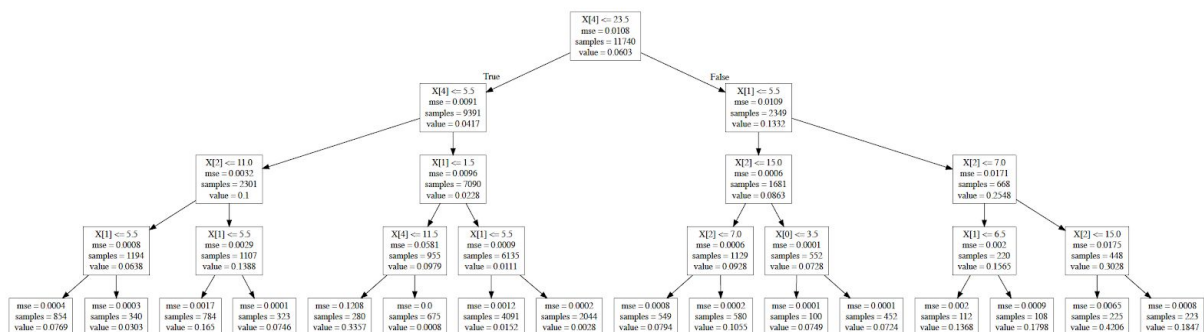 X[4] <= 23.5
mse = 0.0108
samples = 11740
value = 0.0603
True
False
X[4] <= 5.5
mse = 0.0091
samples = 9391
value = 0.0417
X[1] <= 5.5
mse = 0.0109
samples = 2349
value = 0.1332
X[2] <= 11.0
mse = 0.0032
samples = 2301
value = 0.1
X[1] <= 1.5
mse = 0.0096
samples = 7090
value = 0.0228
X[2] <= 15.0
mse = 0.0006
samples = 1681
value = 0.0863
X[2] <= 7.0
mse = 0.0171
samples = 668
value = 0.2548
X[1] <= 5.5
mse = 0.0008
samples = 1194
value = 0.0638
X[1] <= 5.5
mse = 0.0029
samples = 1107
value = 0.1388
X[4] <= 11.5
mse = 0.0581
samples = 955
value = 0.0979
X[1] <= 5.5
mse = 0.0009
samples = 6135
value = 0.0111
X[2] <= 7.0
mse = 0.0006
samples = 1129
value = 0.0928
X[0] <= 3.5
mse = 0.0001
samples = 552
value = 0.0728
X[1] <= 6.5
mse = 0.002
samples = 220
value = 0.1565
X[2] <= 15.0
mse = 0.0175
samples = 448
value = 0.3028
mse = 0.0004
samples = 854
value = 0.0769
mse = 0.0003
samples = 340
value = 0.0303
mse = 0.0017
samples = 784
value = 0.165
mse = 0.0001
samples = 323
value = 0.0746
mse = 0.1208
samples = 280
value = 0.3357
mse = 0.0
samples = 675
value = 0.0008
mse = 0.0012
samples = 4091
value = 0.0152
mse = 0.0002
samples = 2044
value = 0.0028
mse = 0.0008
samples = 549
value = 0.0794
mse = 0.0002
samples = 580
value = 0.1055
mse = 0.0001
samples = 100
value = 0.0749
mse = 0.0001
samples = 452
value = 0.0724
mse = 0.002
samples = 112
value = 0.1368
mse = 0.0009
samples = 108
value = 0.1798
mse = 0.0065
samples = 225
value = 0.4206
mse = 0.0008
samples = 223
value = 0.1847